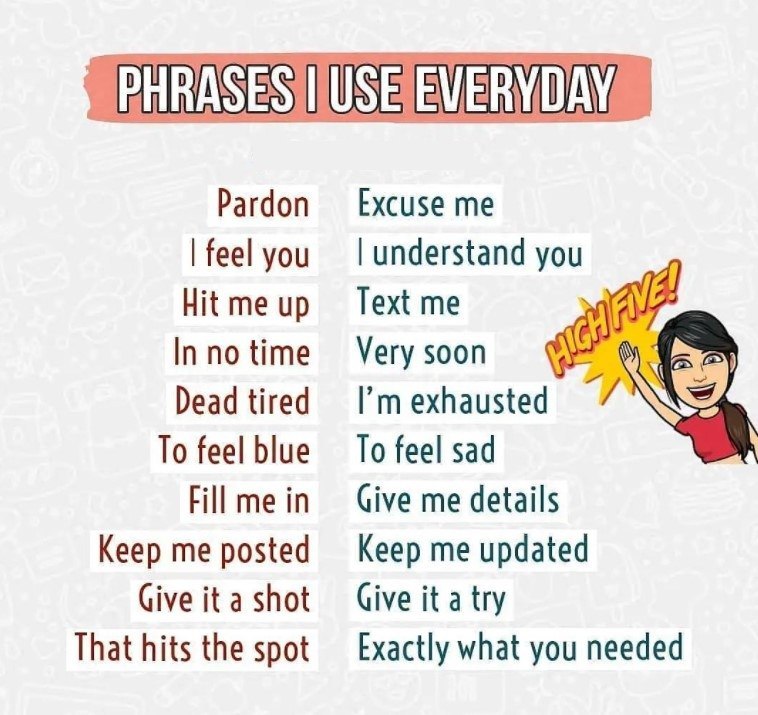 PHRASES I USE EVERYDAY
Pardon Excuse me
I feel you I understand you
Hit me up Text me
In no time Very soon
Dead tired I'm exhausted
To feel blue To feel sad
HIGH FIVE!
Fill me in Give me details
Keep me posted Keep me updated
Give it a shot Give it a try
That hits the spot Exactly what you needed